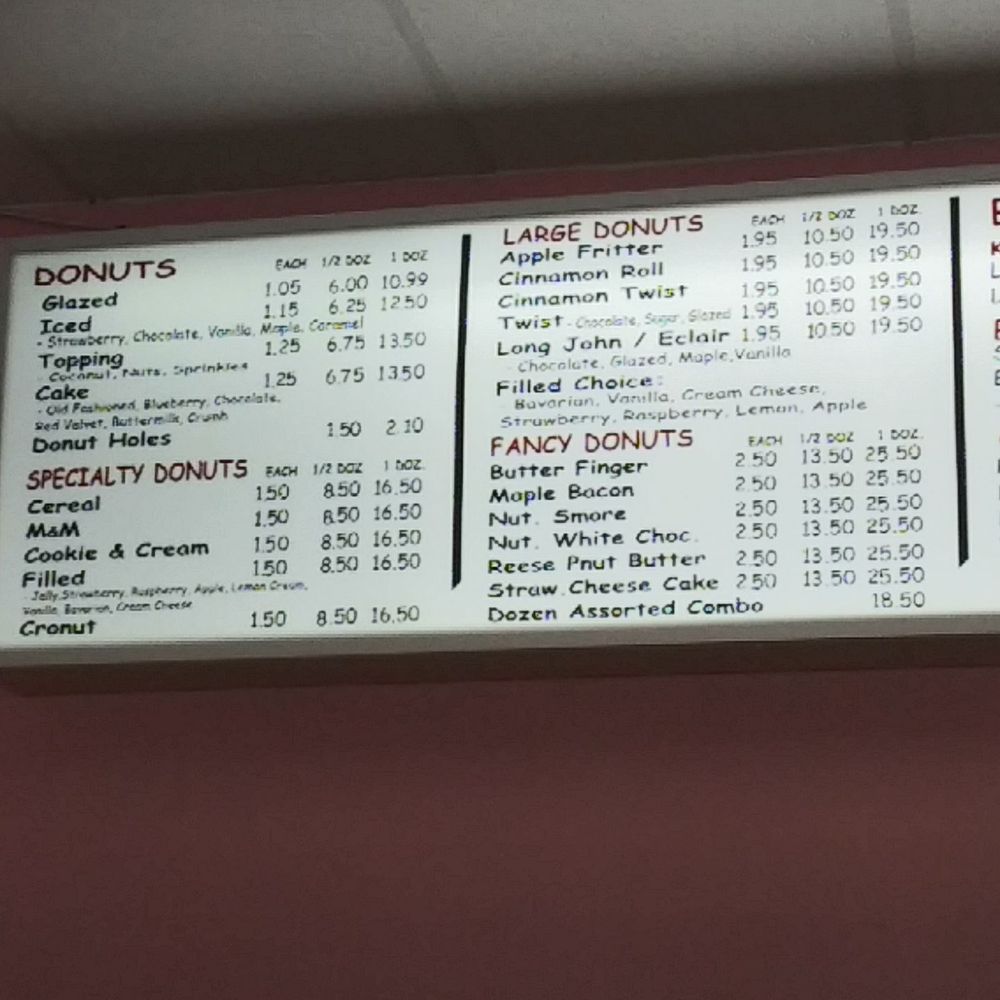 DONUTS EACH 1/2 DOZ 1 DOZ
Glazed 1.05 6.00 10.99
Iced 1.15 6.25 12.50
- Strawberry, Chocolate, Vanilla, Maple, Caramel
Topping 1.25 6.75 13.50
- Coconut, Nuts, Sprinkles
Cake 1.25 6.75 13.50
- Old Fashioned, Blueberry, Chocolate,
Red Velvet, Buttermilk, Crumb
Donut Holes 1.50 2.10
SPECIALTY DONUTS EACH 1/2 DOZ 1 DOZ.
Cereal 1.50 8.50 16.50
M&M 1.50 8.50 16.50
Cookie & Cream 1.50 8.50 16.50
Filled 1.50 8.50 16.50
- Jelly, Strawberry, Raspberry, Apple, Lemon Cream,
Vanilla, Bavarian, Cream Cheese
Cronut 1.50 8.50 16.50
LARGE DONUTS EACH 1/2 DOZ 1 DOZ.
Apple Fritter 1.95 10.50 19.50
Cinnamon Roll 1.95 10.50 19.50
Cinnamon Twist 1.95 10.50 19.50
Twist - Chocolate, Sugar, Glazed 1.95 10.50 19.50
Long John / Eclair 1.95 10.50 19.50
- Chocolate, Glazed, Maple, Vanilla
Filled Choice:
- Bavarian, Vanilla, Cream Cheese,
Strawberry, Raspberry, Lemon, Apple
FANCY DONUTS EACH 1/2 DOZ 1 DOZ.
Butter Finger 2.50 13.50 25.50
Maple Bacon 2.50 13.50 25.50
Nut. Smore 2.50 13.50 25.50
Nut. White Choc. 2.50 13.50 25.50
Reese Pnut Butter 2.50 13.50 25.50
Straw. Cheese Cake 2.50 13.50 25.50
Dozen Assorted Combo 18.50